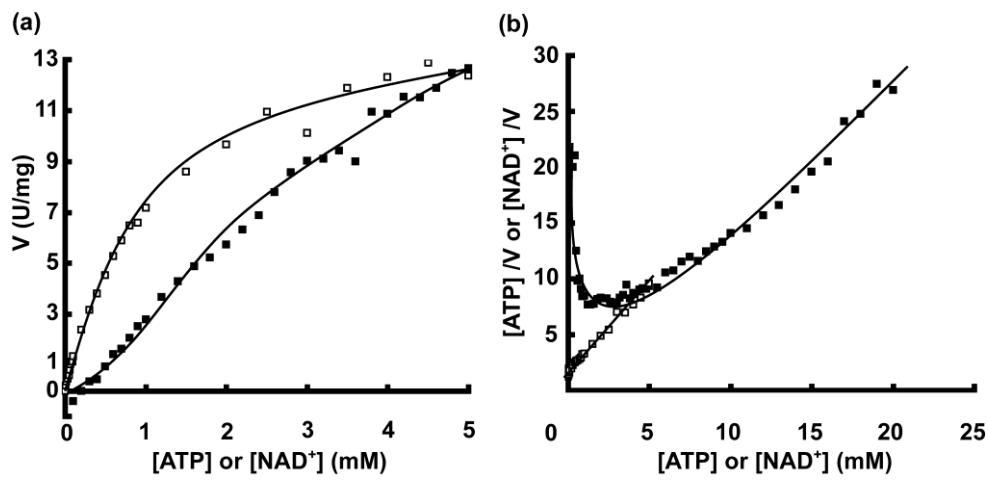 (a)
13
11
9
7
5
3
1
0
V (U/mg)
0 1 2 3 4 5
[ATP] or [NAD⁺] (mM)
(b)
30
25
20
15
10
5
[ATP] /V or [NAD⁺] /V
0 5 10 15 20 25
[ATP] or [NAD⁺] (mM)